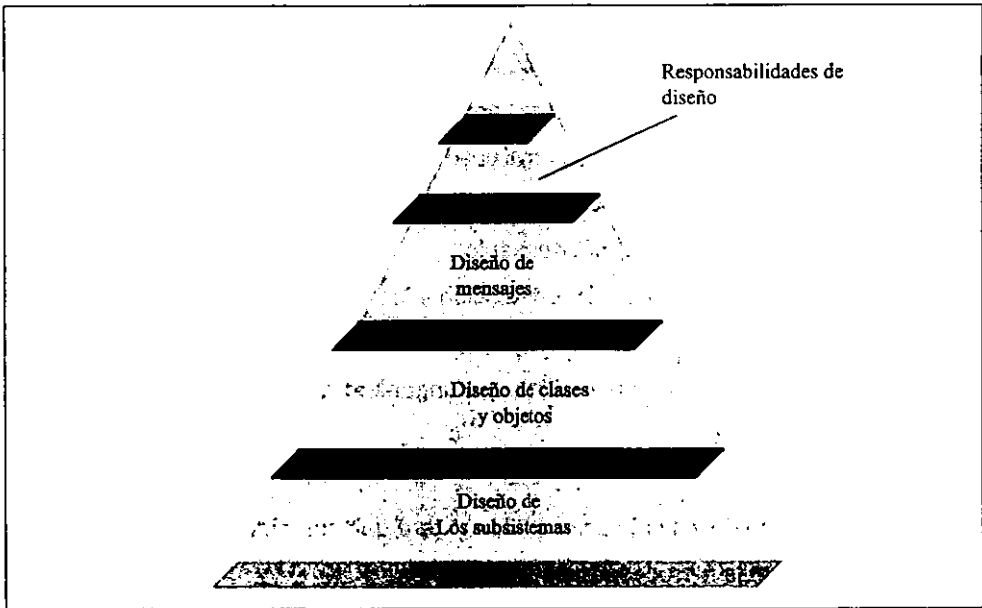 Responsabilidades de
diseño
Diseño de
mensajes
Diseño de clases
y objetos
Diseño de
Los subsistemas